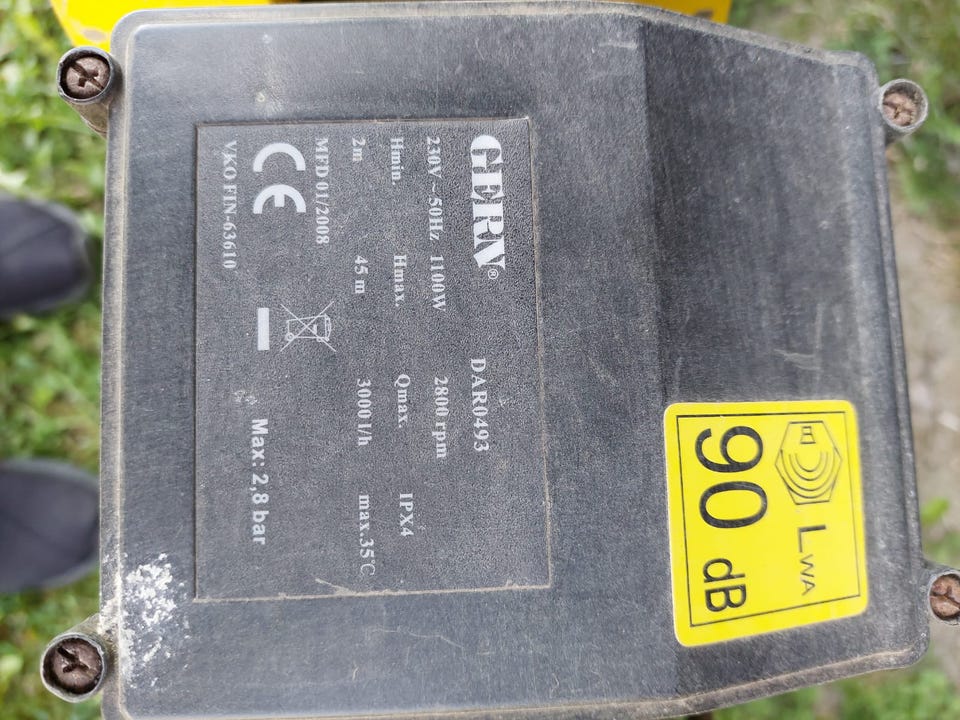 GERN® DAR0493
230V ~ 50Hz 1100W 2800 rpm
Hmin. Hmax. Qmax. IPX4
2m 45 m 3000 l/h max.35°C
MFD 01/2008
CE
VKO FIN-63610
Max: 2,8 bar
LWA
90 dB